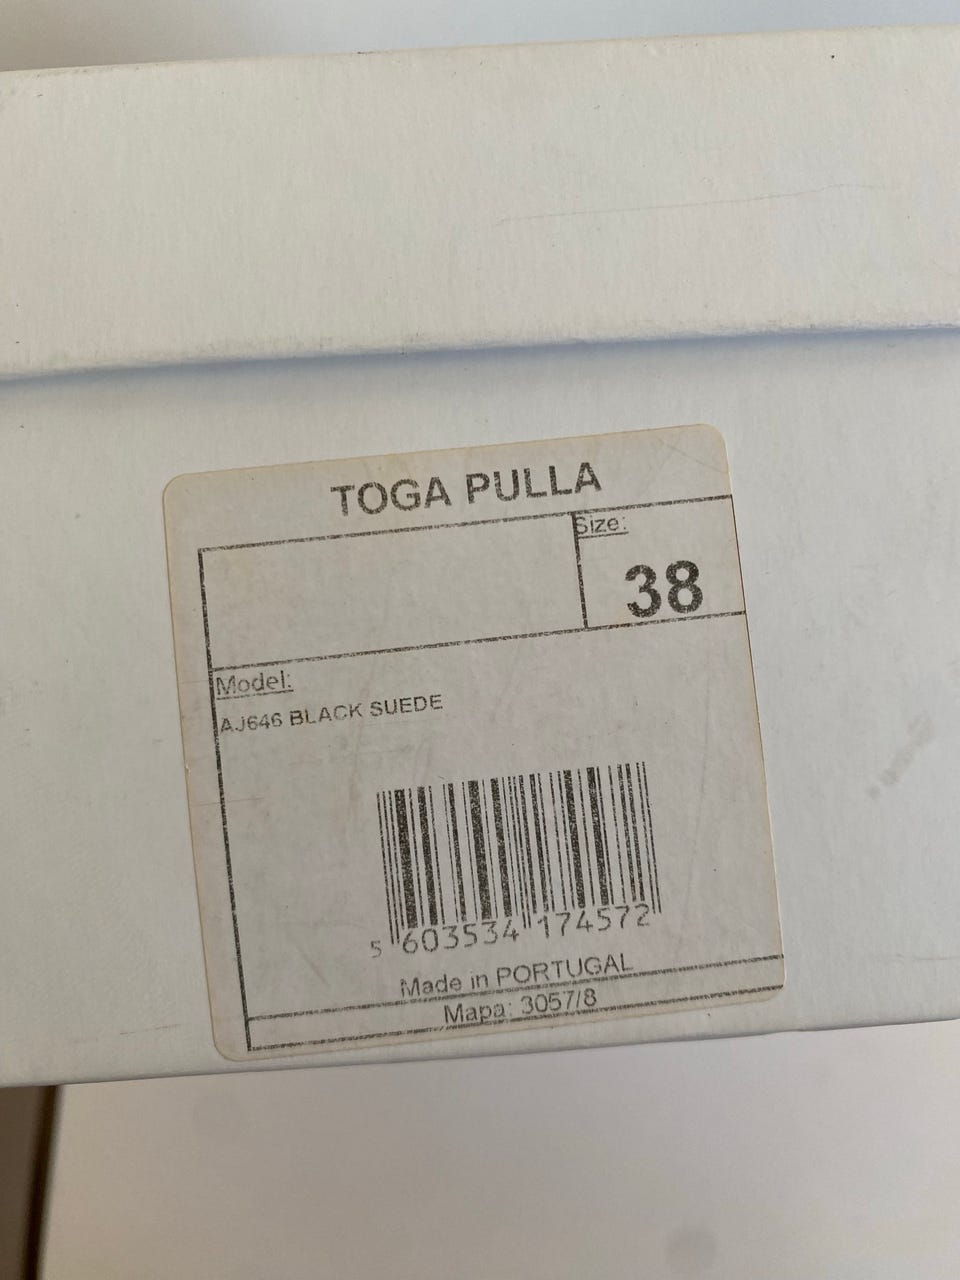 TOGA PULLA
Size:
38
Model:
AJ646 BLACK SUEDE
5 603534 174572
Made in PORTUGAL
Mapa: 3057/8